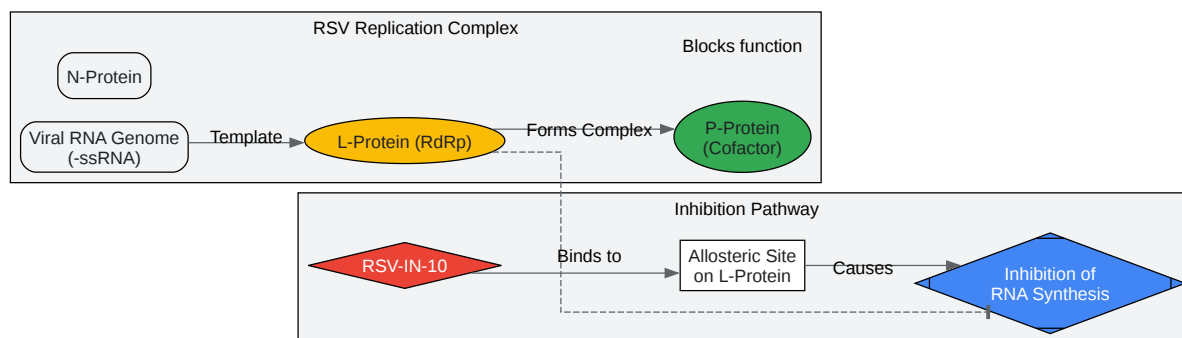 RSV Replication Complex
Blocks function
N-Protein
Viral RNA Genome
(-ssRNA)
Template
L-Protein (RdRp)
Forms Complex
P-Protein
(Cofactor)
Inhibition Pathway
RSV-IN-10
Binds to
Allosteric Site
on L-Protein
Causes
Inhibition of
RNA Synthesis